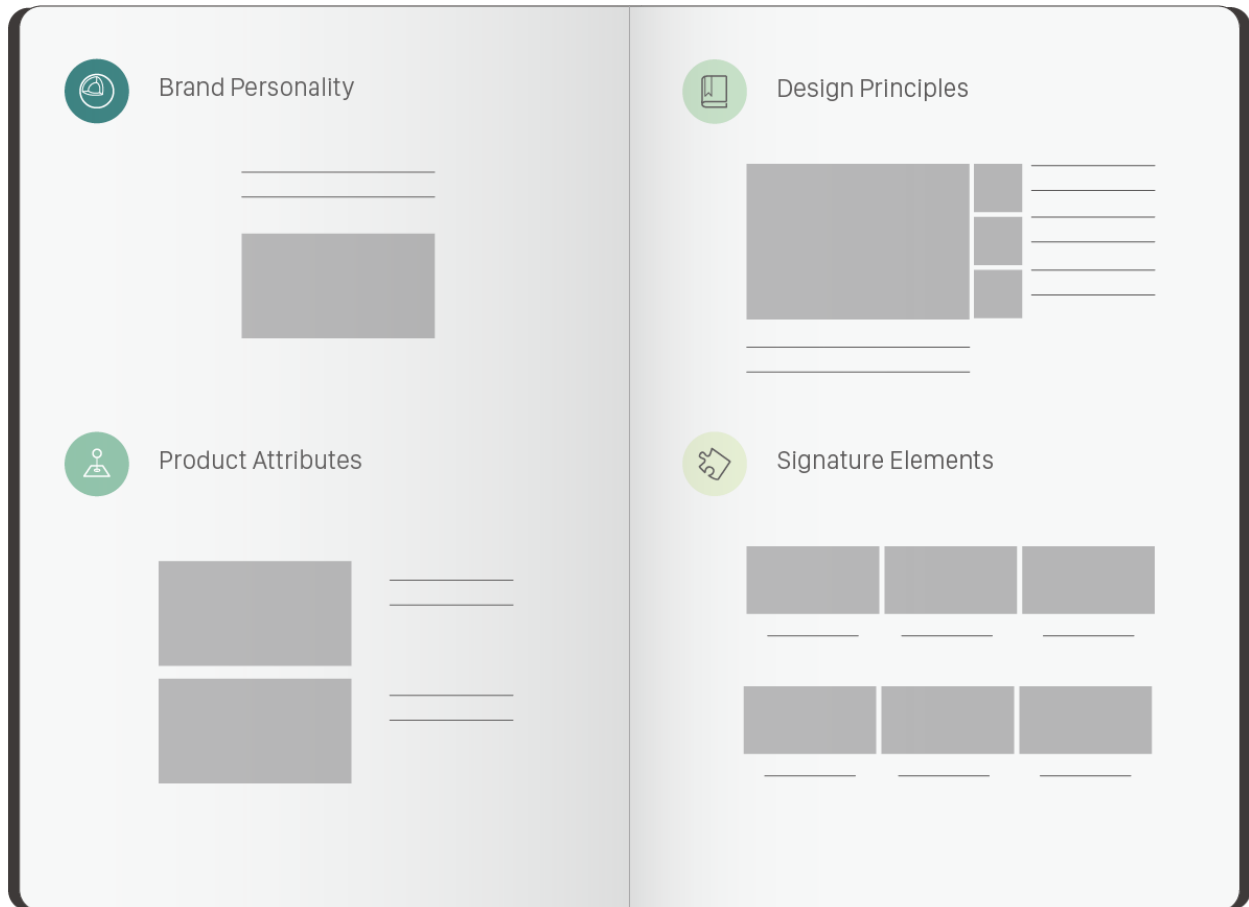 Brand Personality
Product Attributes
Design Principles
Signature Elements